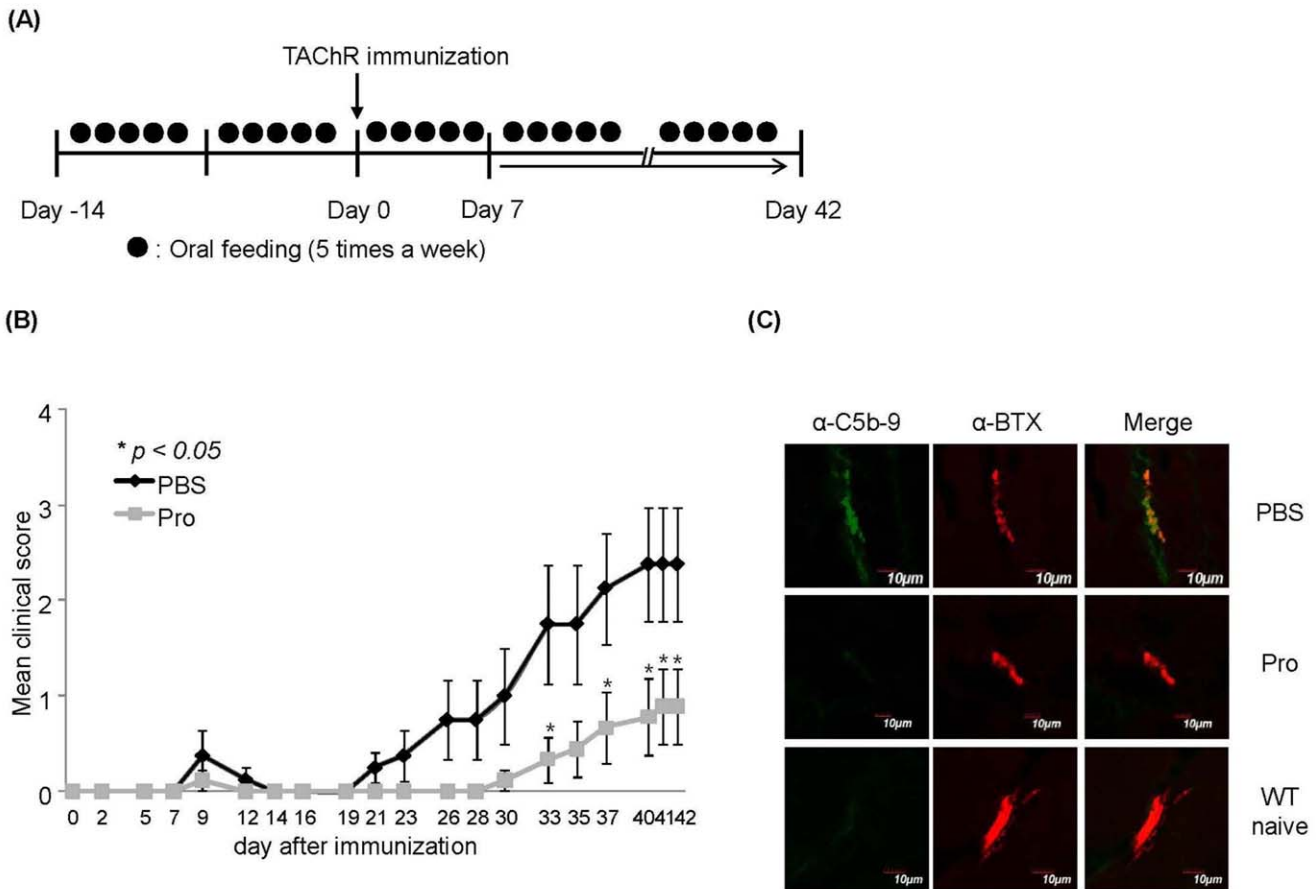 (A)
TAChR immunization
Day -14
Day 0
Day 7
Day 42
: Oral feeding (5 times a week)
(B)
4
3
2
1
0
Mean clinical score
* p < 0.05
PBS
Pro
*
*
*
*
*
0 2 5 7 9 12 14 16 19 21 23 26 28 30 33 35 37 404142
day after immunization
(C)
α-C5b-9 α-BTX Merge
10μm 10μm 10μm PBS
10μm 10μm 10μm Pro
10μm 10μm 10μm WT
naive